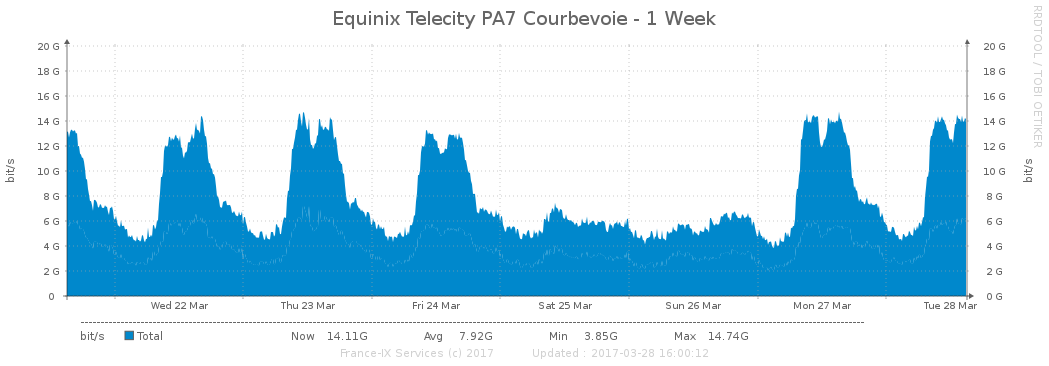 Equinix Telecity PA7 Courbevoie - 1 Week
RRDTOOL / TOBI OETIKER
20 G 20 G
18 G 18 G
16 G 16 G
14 G 14 G
12 G 12 G
10 G 10 G
8 G 8 G
6 G 6 G
4 G 4 G
2 G 2 G
0 0 G
bit/s bit/s
Wed 22 Mar Thu 23 Mar Fri 24 Mar Sat 25 Mar Sun 26 Mar Mon 27 Mar Tue 28 Mar
bit/s Total Now 14.11G Avg 7.92G Min 3.85G Max 14.74G
France-IX Services (c) 2017 Updated : 2017-03-28 16:00:12